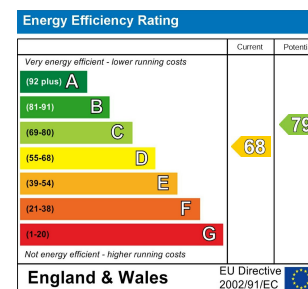 Energy Efficiency Rating
Current Potenti
Very energy efficient - lower running costs
(92 plus) A
(81-91) B
(69-80) C
79
(55-68) D
68
(39-54) E
(21-38) F
(1-20) G
Not energy efficient - higher running costs
England & Wales
EU Directive
2002/91/EC